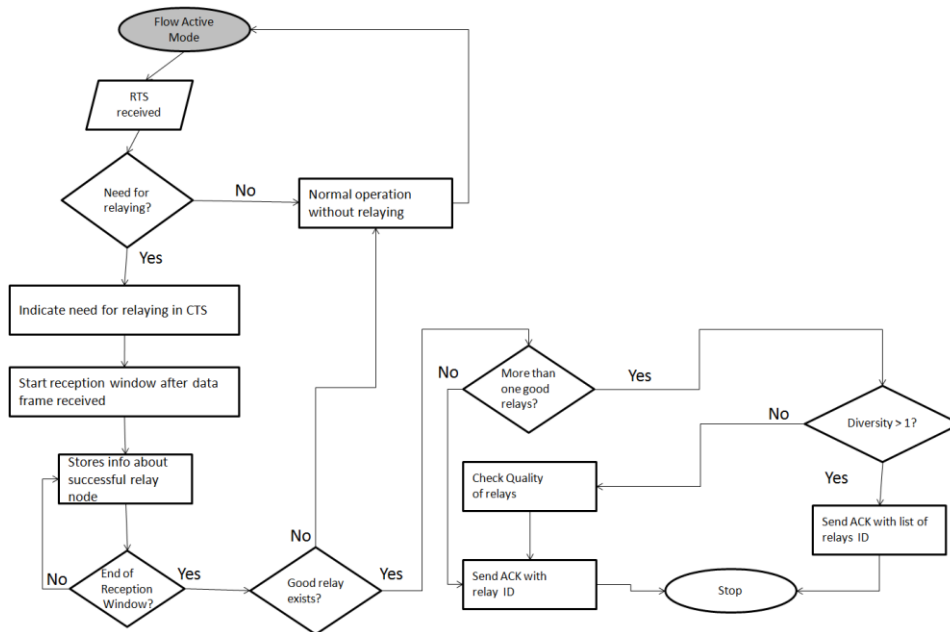 Flow Active
Mode
RTS
received
Need for
relaying?
No
Normal operation
without relaying
Yes
Indicate need for relaying in CTS
Start reception window after data
frame received
Stores info about
successful relay
node
End of
Reception
Window?
No
Yes
Good relay
exists?
No
Yes
More than
one good
relays?
No
Yes
Diversity > 1?
No
Yes
Check Quality
of relays
Send ACK with list of
relays ID
Send ACK with
relay ID
Stop